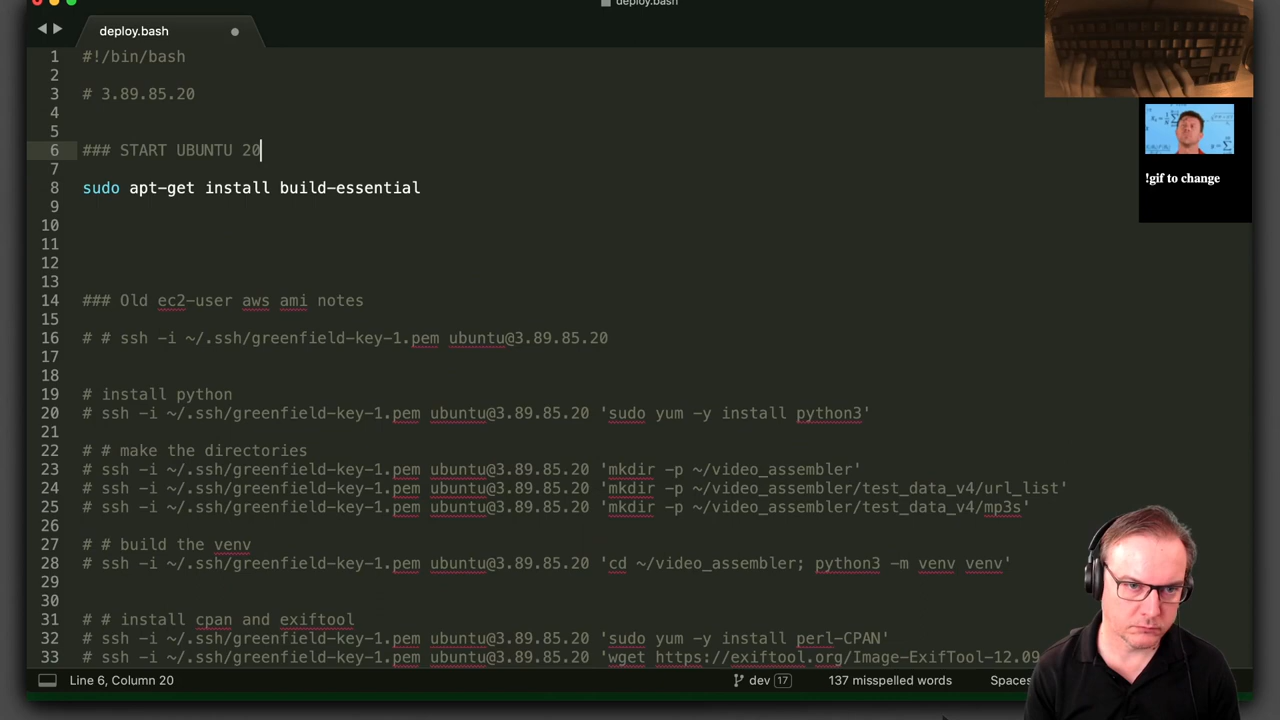 deploy.bash
deploy.bash
1 #!/bin/bash
2
3 # 3.89.85.20
4
5
6 ### START UBUNTU 20
7
8 sudo apt-get install build-essential
9
10
11
12
13
14 ### Old ec2-user aws ami notes
15
16 # # ssh -i ~/.ssh/greenfield-key-1.pem ubuntu@3.89.85.20
17
18
19 # install python
20 # ssh -i ~/.ssh/greenfield-key-1.pem ubuntu@3.89.85.20 'sudo yum -y install python3'
21
22 # # make the directories
23 # ssh -i ~/.ssh/greenfield-key-1.pem ubuntu@3.89.85.20 'mkdir -p ~/video_assembler'
24 # ssh -i ~/.ssh/greenfield-key-1.pem ubuntu@3.89.85.20 'mkdir -p ~/video_assembler/test_data_v4/url_list'
25 # ssh -i ~/.ssh/greenfield-key-1.pem ubuntu@3.89.85.20 'mkdir -p ~/video_assembler/test_data_v4/mp3s'
26
27 # # build the venv
28 # ssh -i ~/.ssh/greenfield-key-1.pem ubuntu@3.89.85.20 'cd ~/video_assembler; python3 -m venv venv'
29
30
31 # # install cpan and exiftool
32 # ssh -i ~/.ssh/greenfield-key-1.pem ubuntu@3.89.85.20 'sudo yum -y install perl-CPAN'
33 # ssh -i ~/.ssh/greenfield-key-1.pem ubuntu@3.89.85.20 'wget https://exiftool.org/Image-ExifTool-12.09
!gif to change
Line 6, Column 20
dev 17
137 misspelled words
Spaces